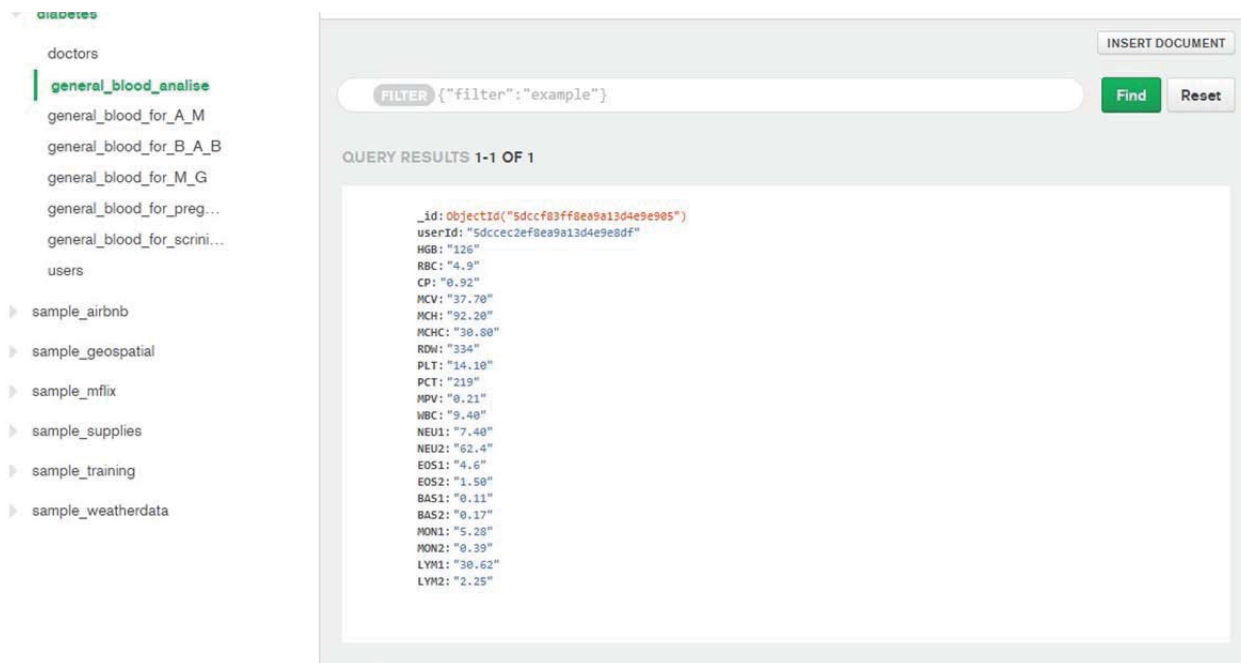 diabetes
doctors
general_blood_analise
general_blood_for_A_M
general_blood_for_B_A_B
general_blood_for_M_G
general_blood_for_preg...
general_blood_for_scrini...
users
sample_airbnb
sample_geospatial
sample_mflix
sample_supplies
sample_training
sample_weatherdata
INSERT DOCUMENT
FILTER {"filter":"example"}
Find
Reset
QUERY RESULTS 1-1 OF 1
_id: ObjectId("5dccf83ff8ea9a13d4e9e905")
userId: "5dccec2ef8ea9a13d4e9e8df"
HGB: "126"
RBC: "4.9"
CP: "0.92"
MCV: "37.70"
MCH: "92.20"
MCHC: "30.80"
RDW: "334"
PLT: "14.10"
PCT: "219"
MPV: "0.21"
WBC: "9.40"
NEU1: "7.40"
NEU2: "62.4"
EOS1: "4.6"
EOS2: "1.50"
BAS1: "0.11"
BAS2: "0.17"
MON1: "5.28"
MON2: "0.39"
LYM1: "30.62"
LYM2: "2.25"